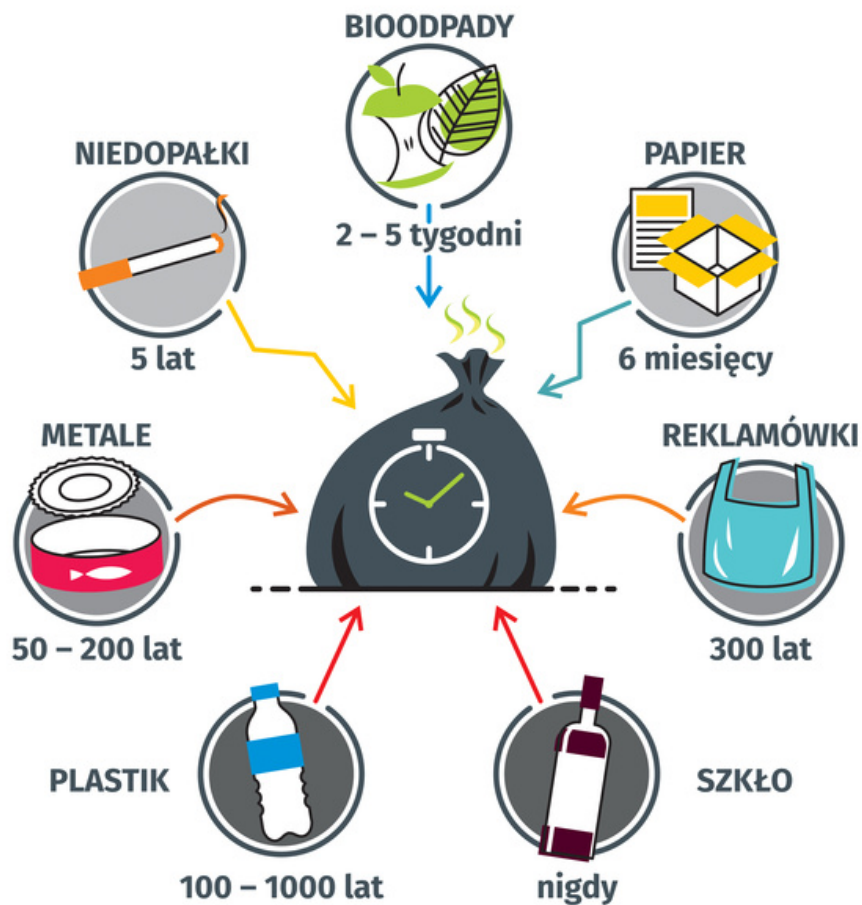 BIOODPADY
2 – 5 tygodni
NIEDOPAŁKI
5 lat
PAPIER
6 miesięcy
METALE
50 – 200 lat
REKLAMÓWKI
300 lat
PLASTIK
100 – 1000 lat
SZKŁO
nigdy